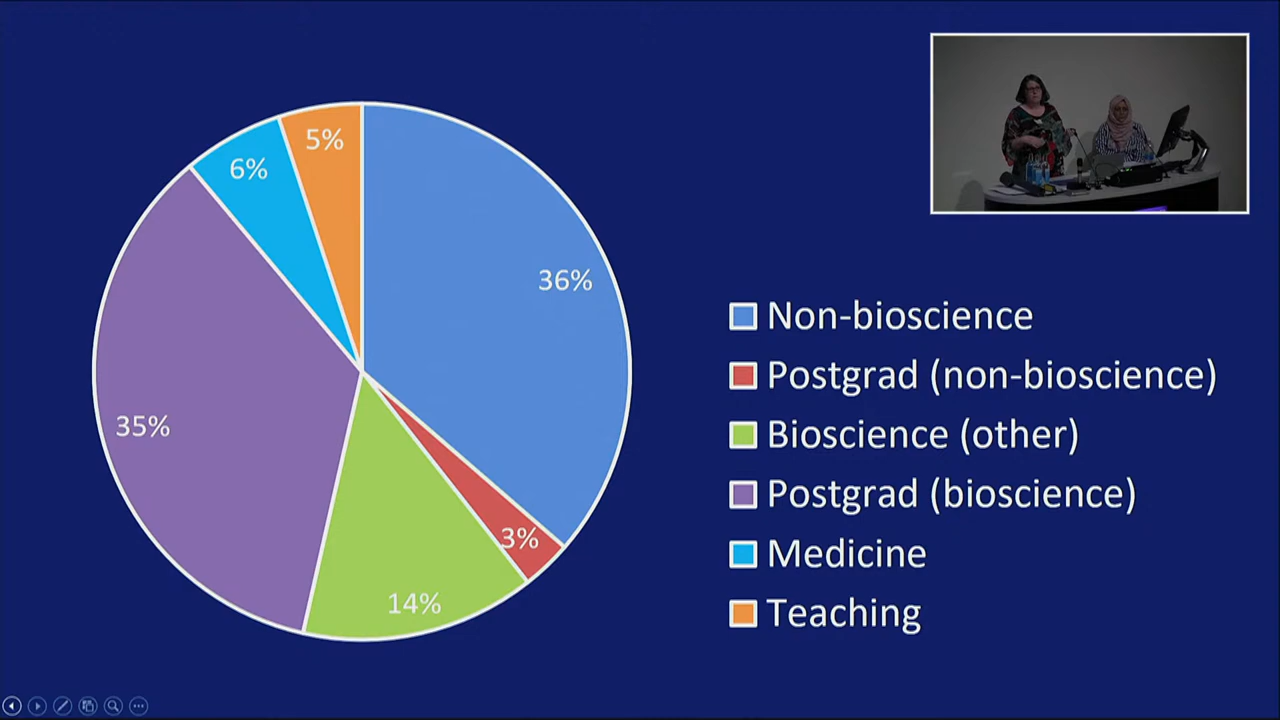 5%
6%
36%
35%
3%
14%
Non-bioscience
Postgrad (non-bioscience)
Bioscience (other)
Postgrad (bioscience)
Medicine
Teaching